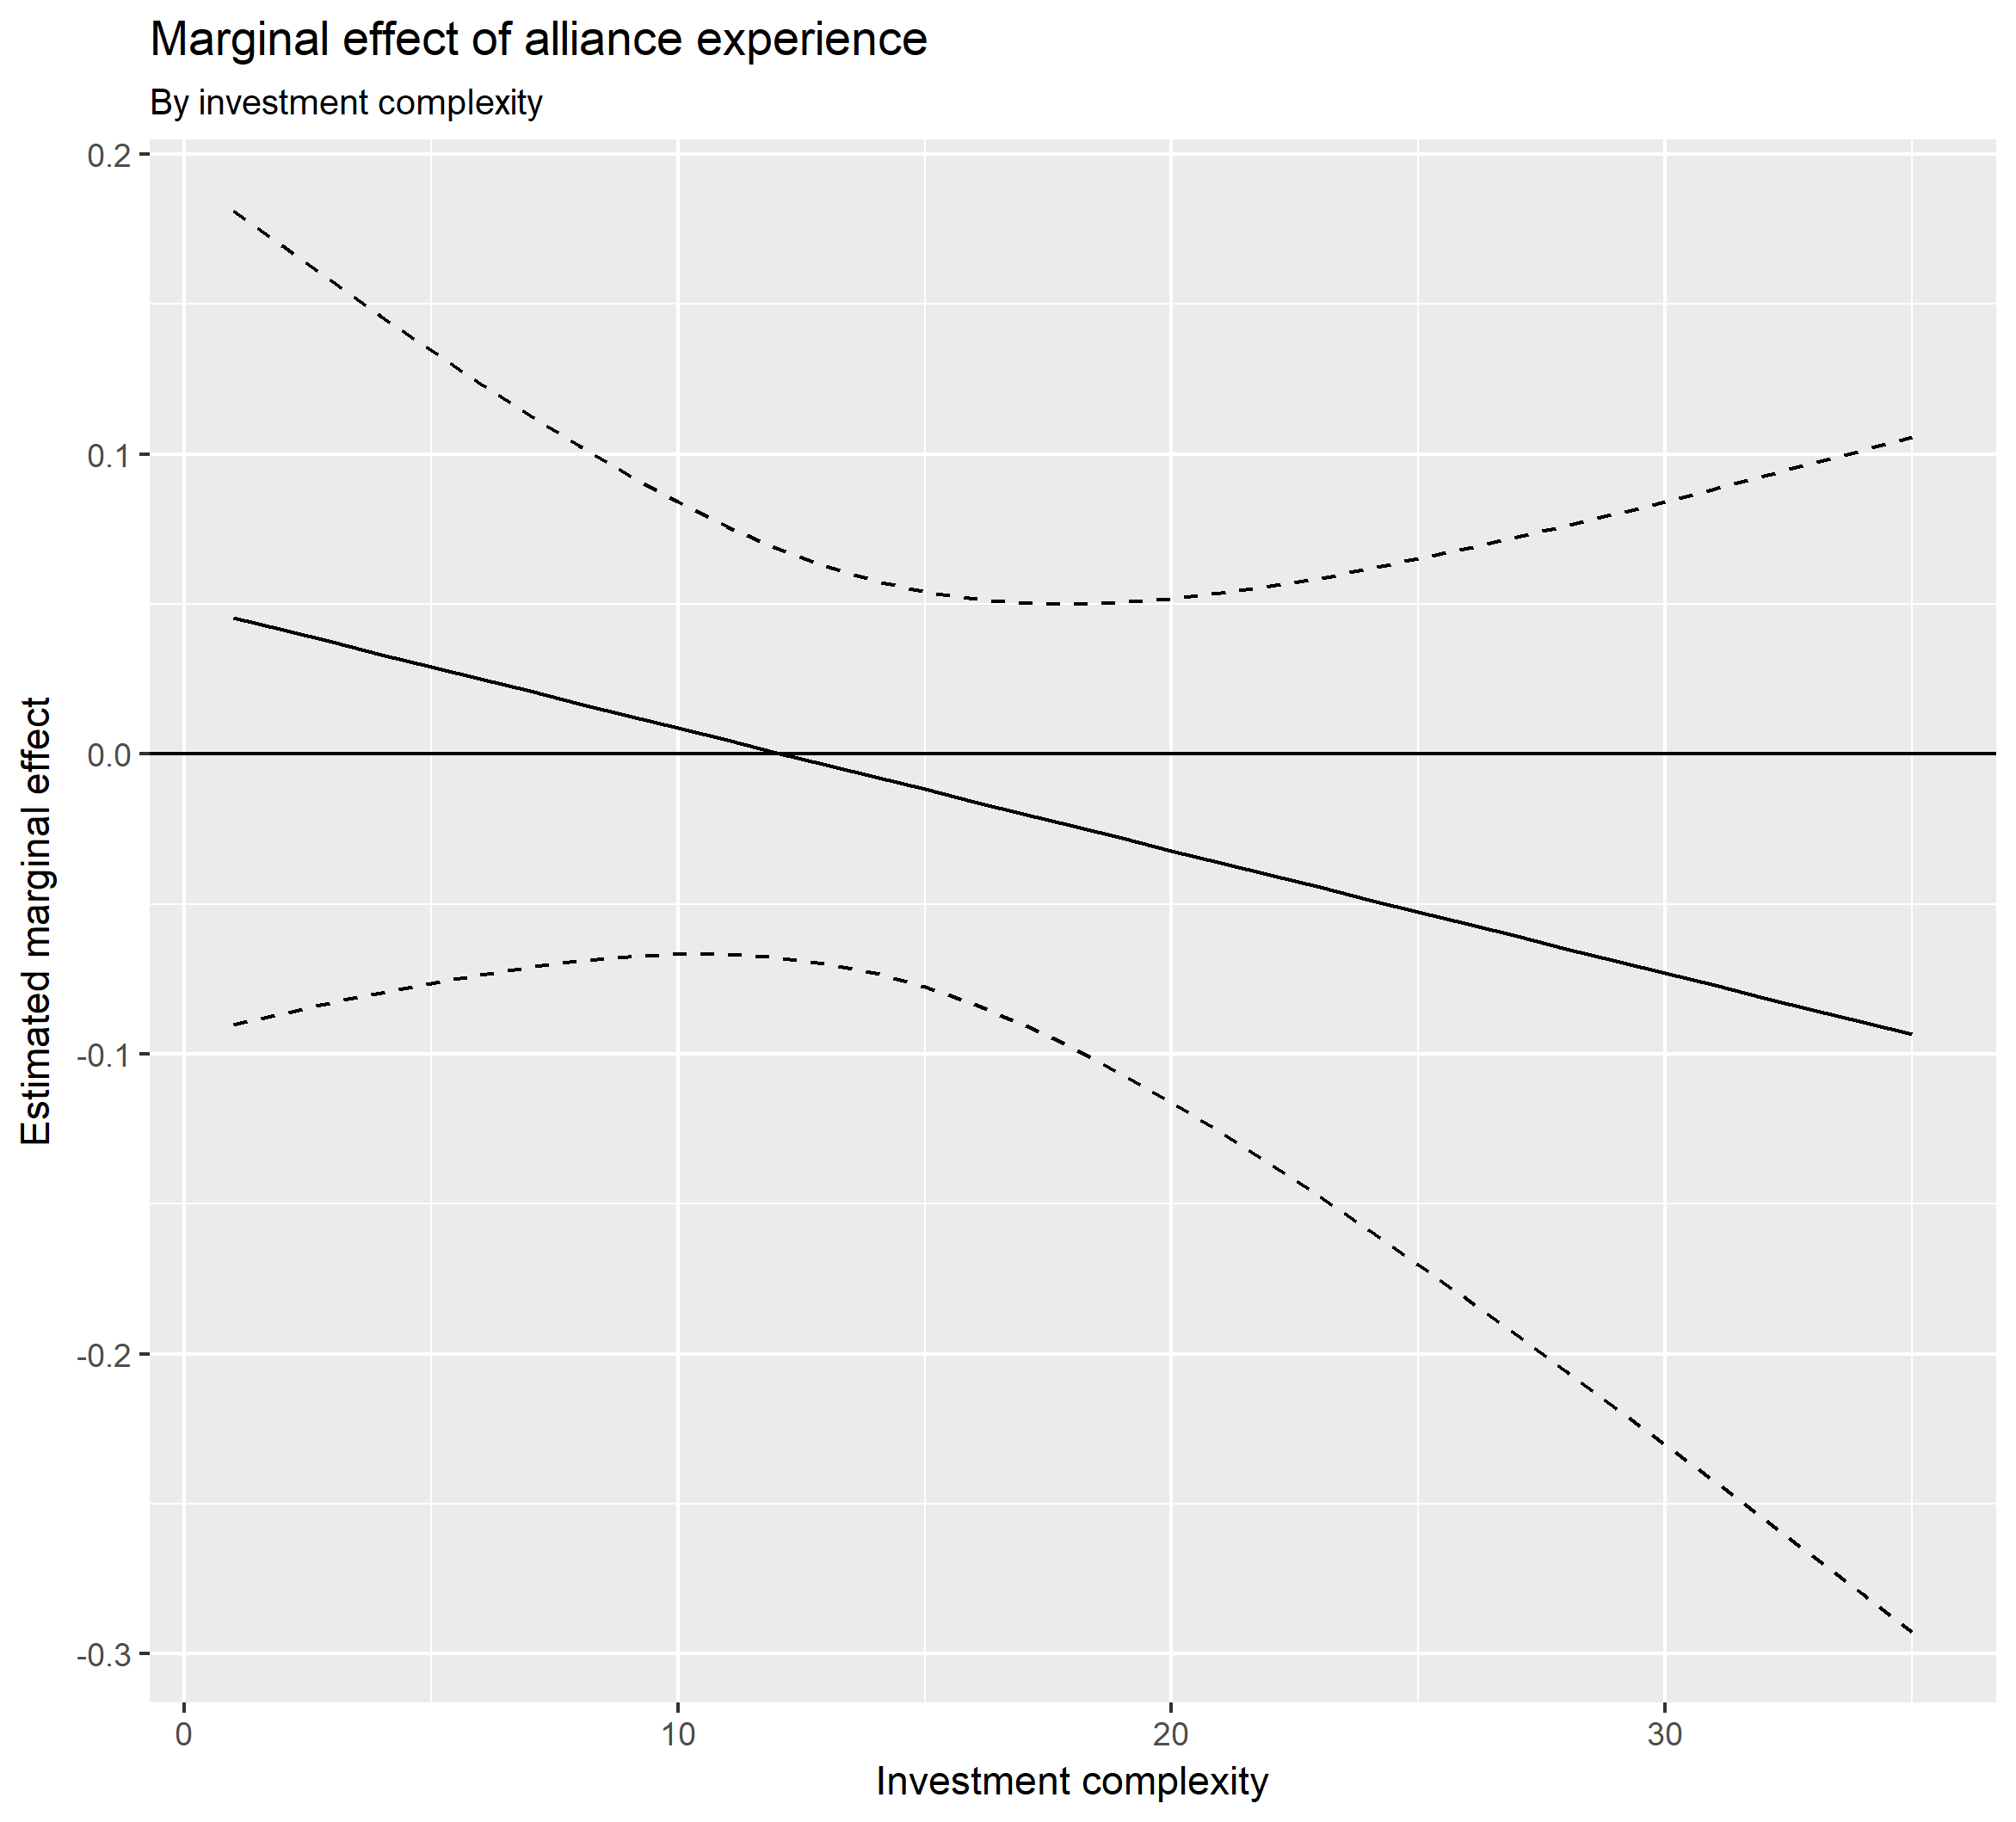 Marginal effect of alliance experience
By investment complexity
0.2
0.1
0.0
-0.1
-0.2
-0.3
Estimated marginal effect
0 10 20 30
Investment complexity